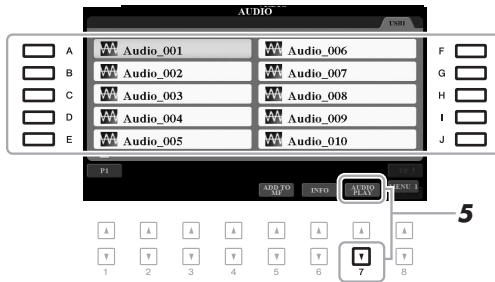 AUDIO
USB1
A Audio_001 Audio_006 F
B Audio_002 Audio_007 G
C Audio_003 Audio_008 H
D Audio_004 Audio_009 I
E Audio_005 Audio_010 J
P1
ADD TO MF INFO AUDIO PLAY MENU 1
5
1 2 3 4 5 6 7 8